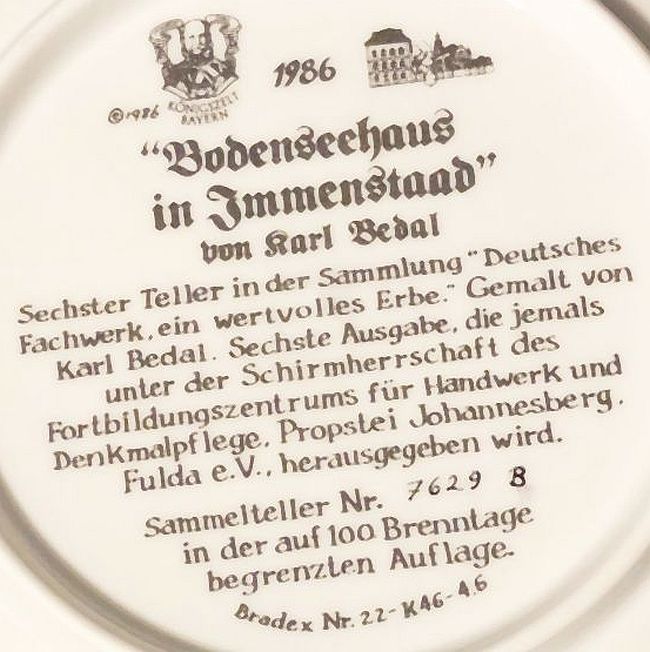 1986
©1986
KÖNIGSZELT
BAYERN
"Bodenseehaus
in Immenstaad"
von Karl Bedal
Sechster Teller in der Sammlung "Deutsches
Fachwerk, ein wertvolles Erbe." Gemalt von
Karl Bedal. Sechste Ausgabe, die jemals
unter der Schirmherrschaft des
Fortbildungszentrums für Handwerk und
Denkmalpflege, Propstei Johannesberg,
Fulda e.V., herausgegeben wird.
Sammelteller Nr. 7629 B
in der auf 100 Brenntage
begrenzten Auflage.
Bradex Nr. 22-K46-4.6